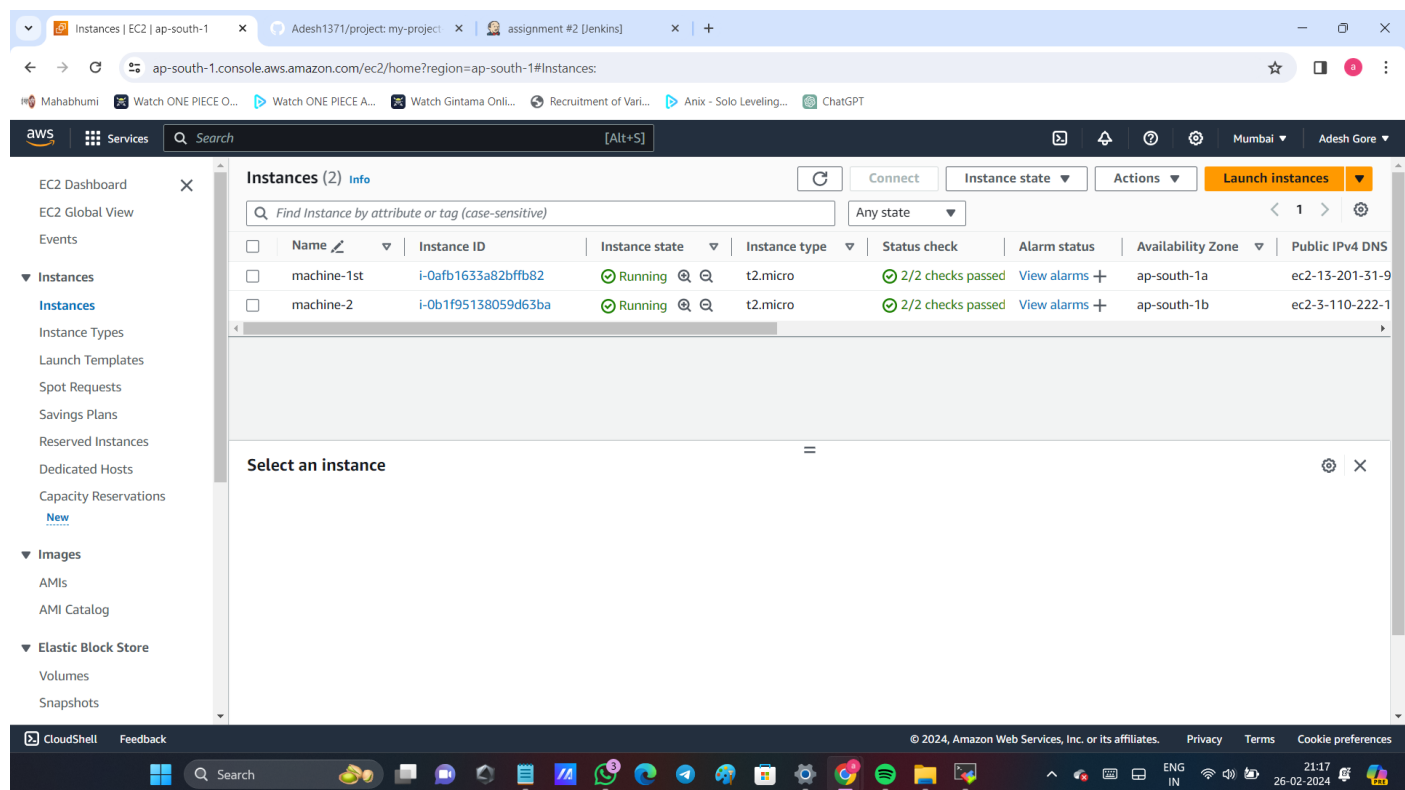 Instances | EC2 | ap-south-1
Adesh1371/project: my-project
assignment #2 [Jenkins]
ap-south-1.console.aws.amazon.com/ec2/home?region=ap-south-1#Instances:
a
Mahabhumi Watch ONE PIECE O... Watch ONE PIECE A... Watch Gintama Onli... Recruitment of Vari... Anix - Solo Leveling... ChatGPT
aws Services Search [Alt+S] Mumbai Adesh Gore
EC2 Dashboard
EC2 Global View
Events
Instances
Instances
Instance Types
Launch Templates
Spot Requests
Savings Plans
Reserved Instances
Dedicated Hosts
Capacity Reservations
New
Images
AMIs
AMI Catalog
Elastic Block Store
Volumes
Snapshots
Instances (2) Info Connect Instance state Actions Launch instances
Find Instance by attribute or tag (case-sensitive) Any state 1
Name Instance ID Instance state Instance type Status check Alarm status Availability Zone Public IPv4 DNS
machine-1st i-0afb1633a82bffb82 Running t2.micro 2/2 checks passed View alarms + ap-south-1a ec2-13-201-31-9
machine-2 i-0b1f95138059d63ba Running t2.micro 2/2 checks passed View alarms + ap-south-1b ec2-3-110-222-1
Select an instance
CloudShell Feedback © 2024, Amazon Web Services, Inc. or its affiliates. Privacy Terms Cookie preferences
Search 3 ENG 21:17
IN 26-02-2024 PRE